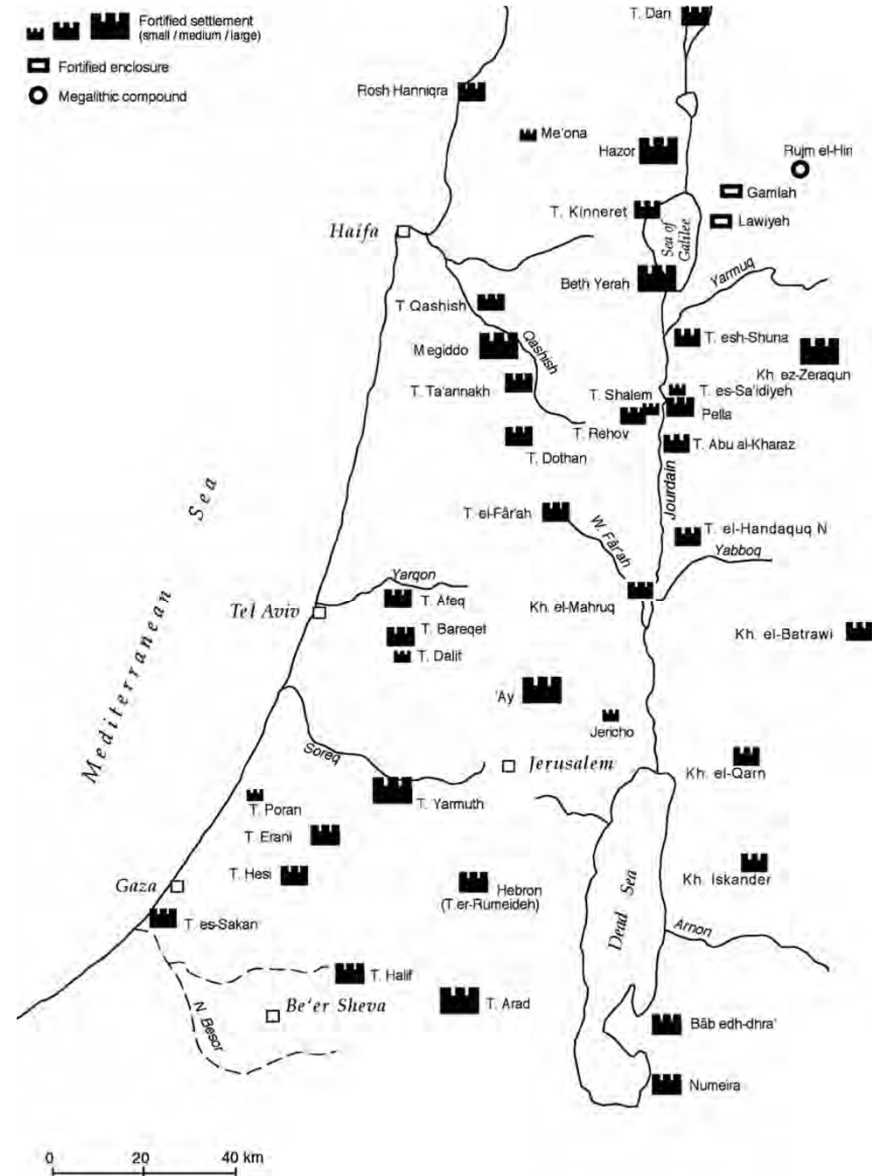 Fortified settlement
(small / medium / large)
Fortified enclosure
Megalithic compound
T. Dan
Rosh Hanniqra
Me'ona
Hazor
Rujm el-Hiri
Gamlah
T. Kinneret
Lawiyeh
Sea of
Galilee
Haifa
Beth Yerah
Yarmuq
T Qashish
Qashish
T. esh-Shuna
Megiddo
Kh. ez-Zeraqun
T. Ta'annakh
T. Shalem
T. es-Sa'idiyeh
Pella
T. Rehov
T. Abu al-Kharaz
T. Dothan
Jourdain
T. el-Fâr'ah
W. Fâr'ah
T. el-Handaquq N
Yabboq
Mediterranean Sea
Yarqon
T. Afeq
Tel Aviv
Kh. el-Mahruq
T. Bareqet
Kh. el-Batrawi
T. Dalit
'Ay
Jericho
Soreq
Jerusalem
Kh. el-Qarn
T. Yarmuth
T. Poran
T. Erani
T. Hesi
Kh. Iskander
Gaza
Hebron
(T.er-Rumeideh)
Dead Sea
T. es-Sakan
Arnon
T. Halif
Be'er Sheva
T. Arad
N. Besor
Bāb edh-dhra'
Numeira
0 20 40 km